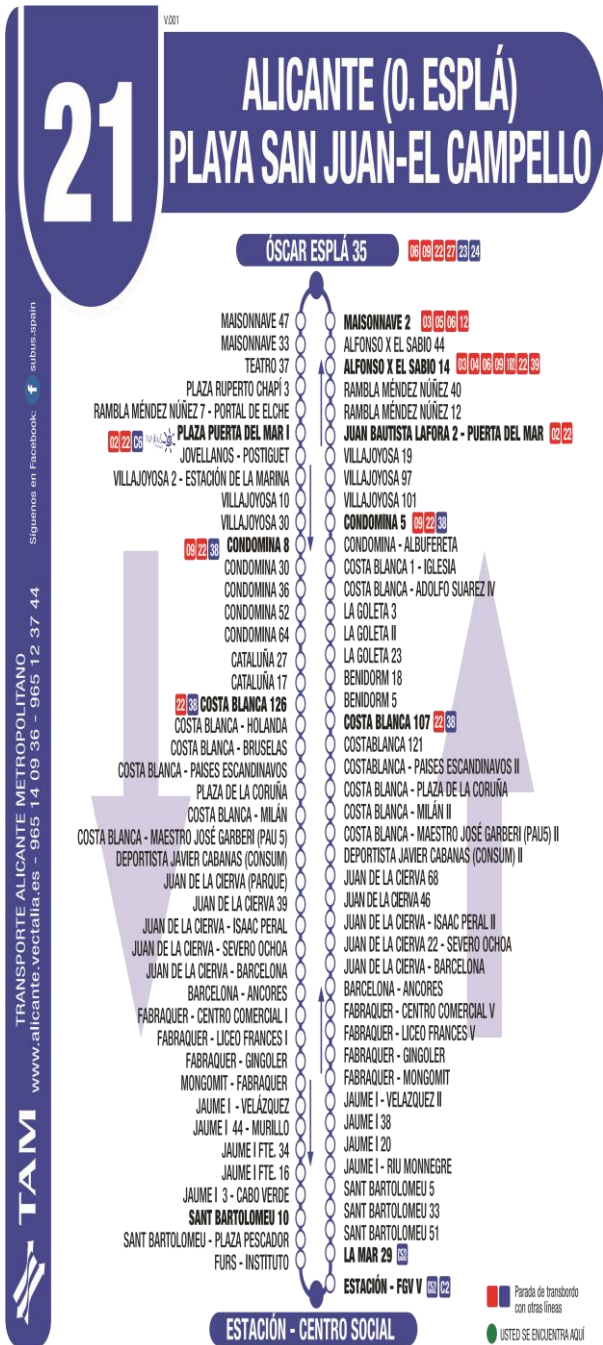 V.001
21
ALICANTE (O. ESPLÁ)
PLAYA SAN JUAN-EL CAMPELLO
ÓSCAR ESPLÁ 35
06 09 22 27 23 24
MAISONNAVE 47
MAISONNAVE 33
TEATRO 37
PLAZA RUPERTO CHAPÍ 3
RAMBLA MÉNDEZ NÚÑEZ 7 - PORTAL DE ELCHE
02 22 C6 PLAZA PUERTA DEL MAR I
JOVELLANOS - POSTIGUET
VILLAJOYOSA 2 - ESTACIÓN DE LA MARINA
VILLAJOYOSA 10
VILLAJOYOSA 30
09 22 38 CONDOMINA 8
CONDOMINA 30
CONDOMINA 36
CONDOMINA 52
CONDOMINA 64
CATALUÑA 27
CATALUÑA 17
22 38 COSTA BLANCA 126
COSTA BLANCA - HOLANDA
COSTA BLANCA - BRUSELAS
COSTA BLANCA - PAISES ESCANDINAVOS
PLAZA DE LA CORUÑA
COSTA BLANCA - MILÁN
COSTA BLANCA - MAESTRO JOSÉ GARBERI (PAU 5)
DEPORTISTA JAVIER CABANAS (CONSUM)
JUAN DE LA CIERVA (PARQUE)
JUAN DE LA CIERVA 39
JUAN DE LA CIERVA - ISAAC PERAL
JUAN DE LA CIERVA - SEVERO OCHOA
JUAN DE LA CIERVA - BARCELONA
BARCELONA - ANCORES
FABRAQUER - CENTRO COMERCIAL I
FABRAQUER - LICEO FRANCES I
FABRAQUER - GINGOLER
MONGOMIT - FABRAQUER
JAUME I - VELÁZQUEZ
JAUME I 44 - MURILLO
JAUME I FTE. 34
JAUME I FTE. 16
JAUME I 3 - CABO VERDE
SANT BARTOLOMEU 10
SANT BARTOLOMEU - PLAZA PESCADOR
FURS - INSTITUTO
MAISONNAVE 2 03 05 06 12
ALFONSO X EL SABIO 44
ALFONSO X EL SABIO 14 03 04 06 09 10 22 39
RAMBLA MÉNDEZ NÚÑEZ 40
RAMBLA MÉNDEZ NÚÑEZ 12
JUAN BAUTISTA LAFORA 2 - PUERTA DEL MAR 02 22
VILLAJOYOSA 19
VILLAJOYOSA 97
VILLAJOYOSA 101
CONDOMINA 5 09 22 38
CONDOMINA - ALBUFERETA
COSTA BLANCA 1 - IGLESIA
COSTA BLANCA - ADOLFO SUAREZ IV
LA GOLETA 3
LA GOLETA II
LA GOLETA 23
BENIDORM 18
BENIDORM 5
COSTA BLANCA 107 22 38
COSTABLANCA 121
COSTABLANCA - PAISES ESCANDINAVOS II
COSTA BLANCA - PLAZA DE LA CORUÑA
COSTA BLANCA - MILÁN II
COSTA BLANCA - MAESTRO JOSÉ GARBERI (PAU5) II
DEPORTISTA JAVIER CABANAS (CONSUM) II
JUAN DE LA CIERVA 68
JUAN DE LA CIERVA 46
JUAN DE LA CIERVA - ISAAC PERAL II
JUAN DE LA CIERVA 22 - SEVERO OCHOA
JUAN DE LA CIERVA - BARCELONA
BARCELONA - ANCORES
FABRAQUER - CENTRO COMERCIAL V
FABRAQUER - LICEO FRANCES V
FABRAQUER - GINGOLER
FABRAQUER - MONGOMIT
JAUME I - VELAZQUEZ II
JAUME I 38
JAUME I 20
JAUME I - RIU MONNEGRE
SANT BARTOLOMEU 5
SANT BARTOLOMEU 33
SANT BARTOLOMEU 51
LA MAR 29
ESTACIÓN - FGV V C2
ESTACIÓN - CENTRO SOCIAL
Parada de transbordo
con otras líneas
USTED SE ENCUENTRA AQUÍ
TAM
TRANSPORTE ALICANTE METROPOLITANO
www.alicante.vectalia.es - 965 14 09 36 - 965 12 37 44
Síguenos en Facebook: f subus.spain